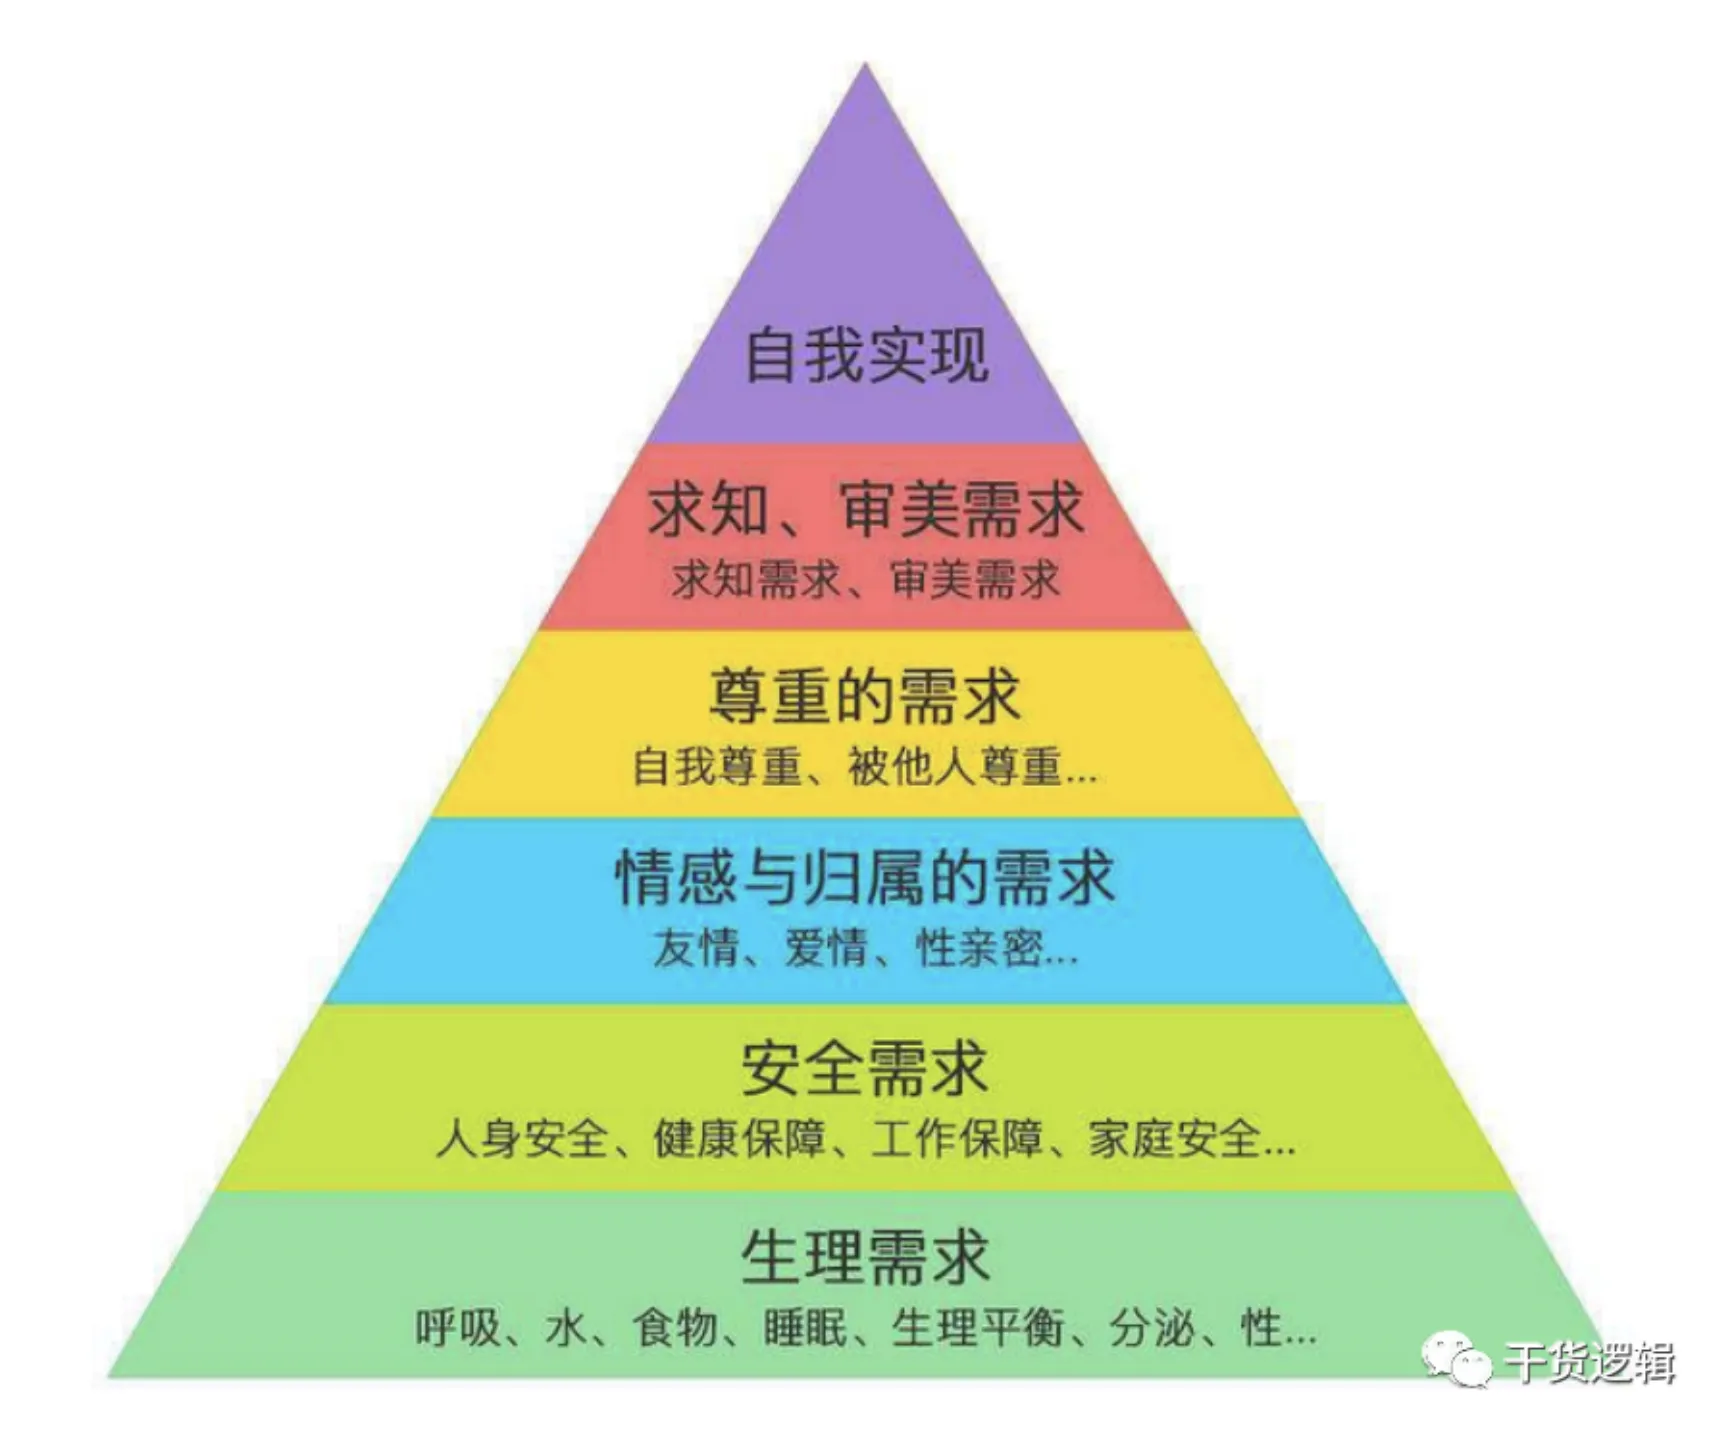 自我实现
求知、审美需求
求知需求、审美需求
尊重的需求
自我尊重、被他人尊重...
情感与归属的需求
友情、爱情、性亲密...
安全需求
人身安全、健康保障、工作保障、家庭安全...
生理需求
呼吸、水、食物、睡眠、生理平衡、分泌、性...
干货逻辑